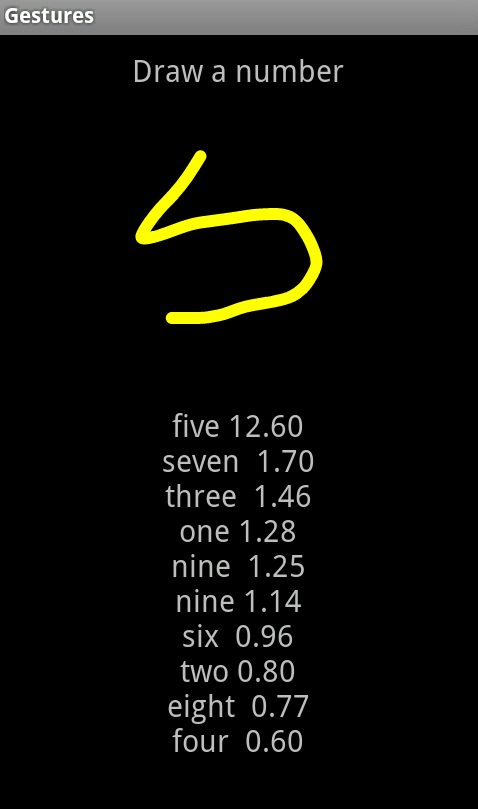 Gestures
Draw a number
five 12.60
seven 1.70
three 1.46
one 1.28
nine 1.25
nine 1.14
six 0.96
two 0.80
eight 0.77
four 0.60